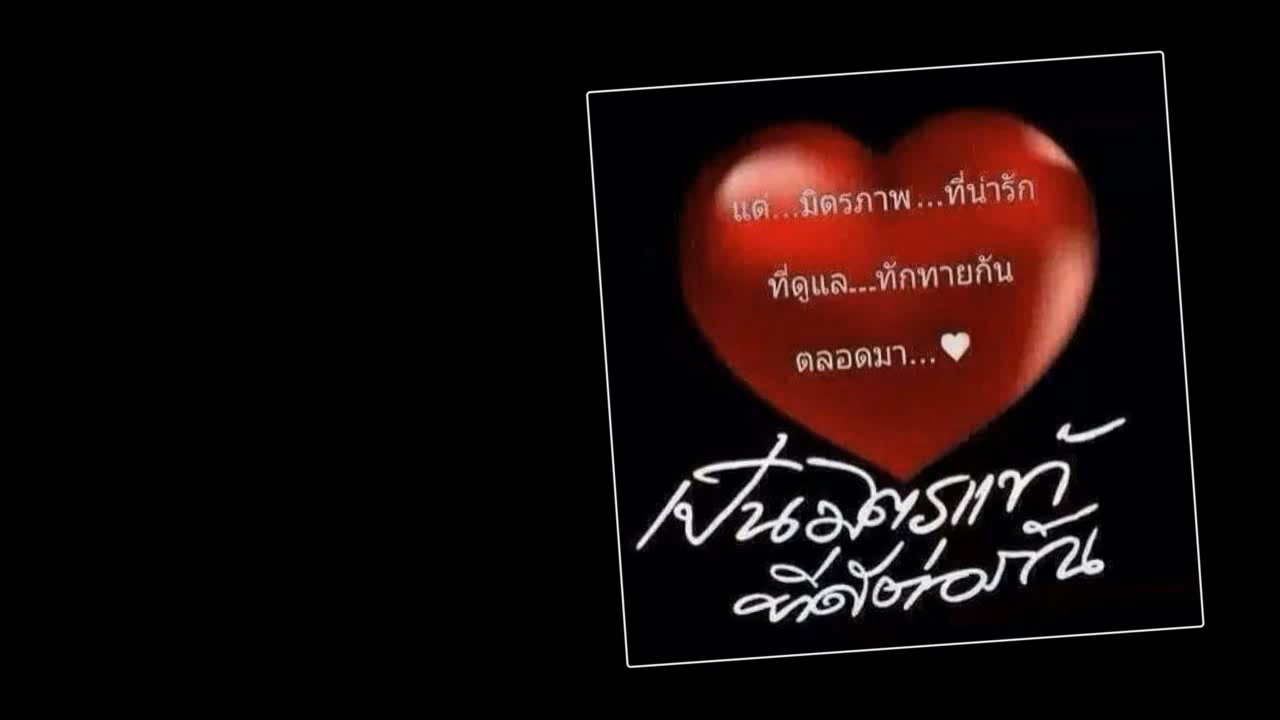 แด่...มิตรภาพ...ที่น่ารัก
ที่ดูแล...ทักทายกัน
ตลอดมา...♥
เป็นมิตรแท้
ที่ดีต่อกัน